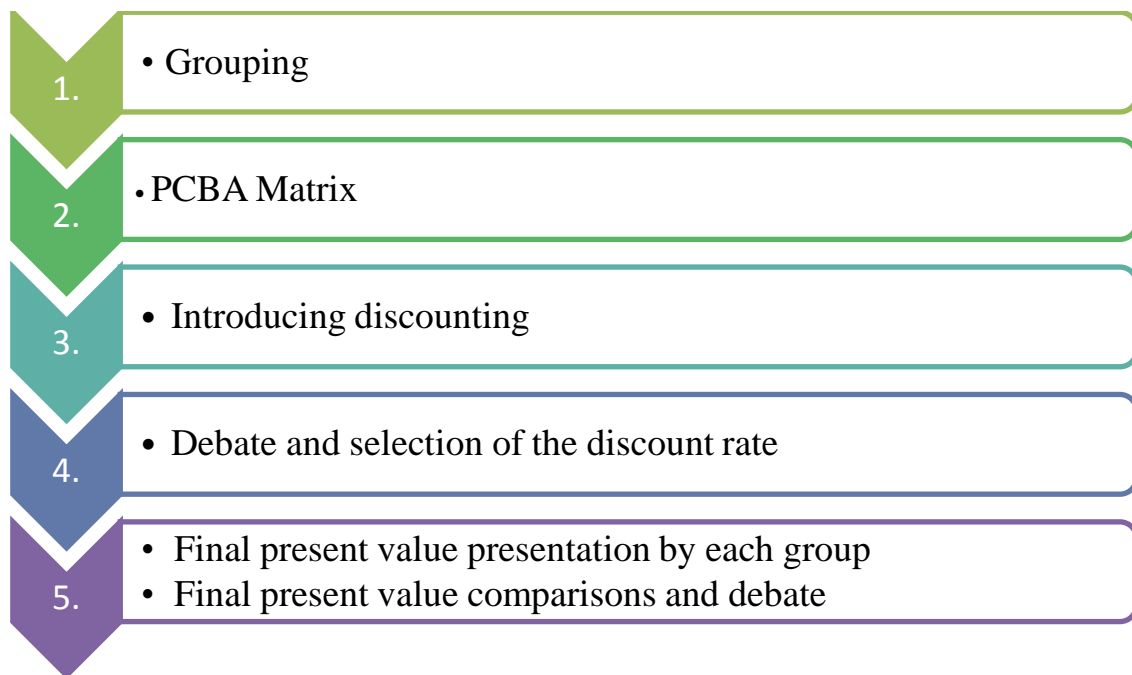 1.
• Grouping
2.
• PCBA Matrix
3.
• Introducing discounting
4.
• Debate and selection of the discount rate
5.
• Final present value presentation by each group
• Final present value comparisons and debate